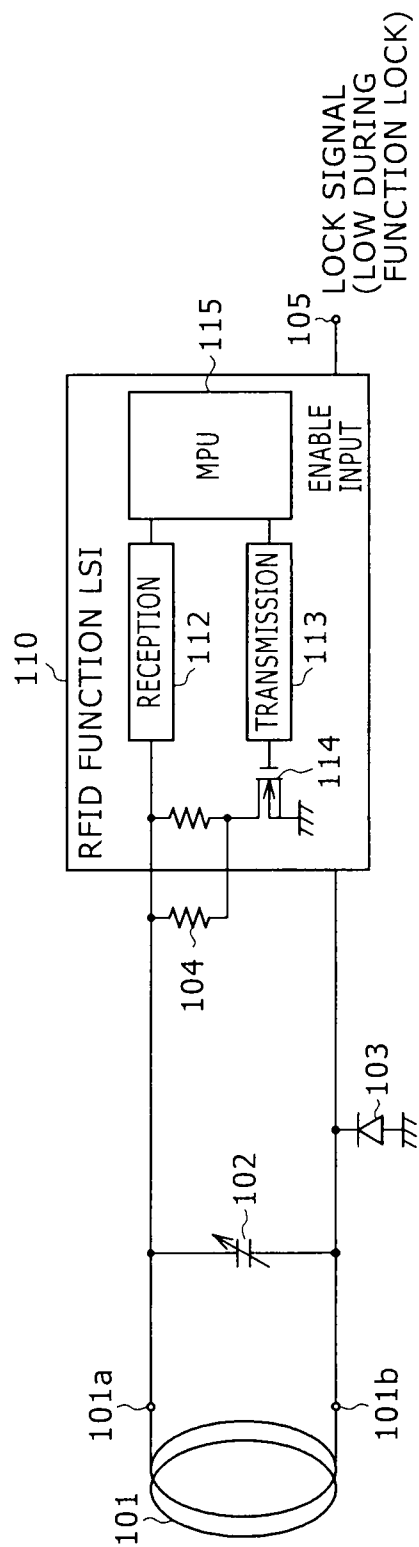 101
101a
101b
102
103
104
110
RFID FUNCTION LSI
RECEPTION
112
TRANSMISSION
113
114
MPU
115
ENABLE
INPUT
105
LOCK SIGNAL
(LOW DURING
FUNCTION LOCK)